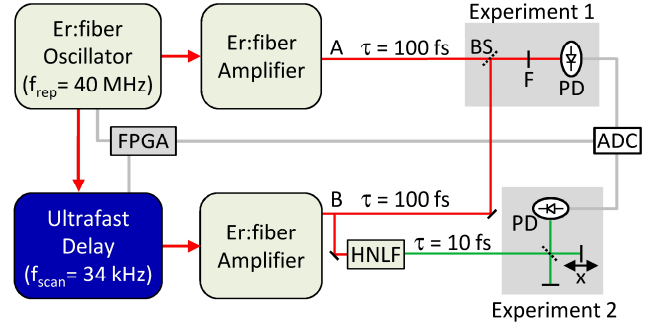 Er:fiber
Oscillator
(f_rep= 40 MHz)
Er:fiber
Amplifier
A τ = 100 fs
Experiment 1
BS
F
PD
FPGA
ADC
Ultrafast
Delay
(f_scan= 34 kHz)
Er:fiber
Amplifier
B τ = 100 fs
HNLF
τ = 10 fs
PD
x
Experiment 2